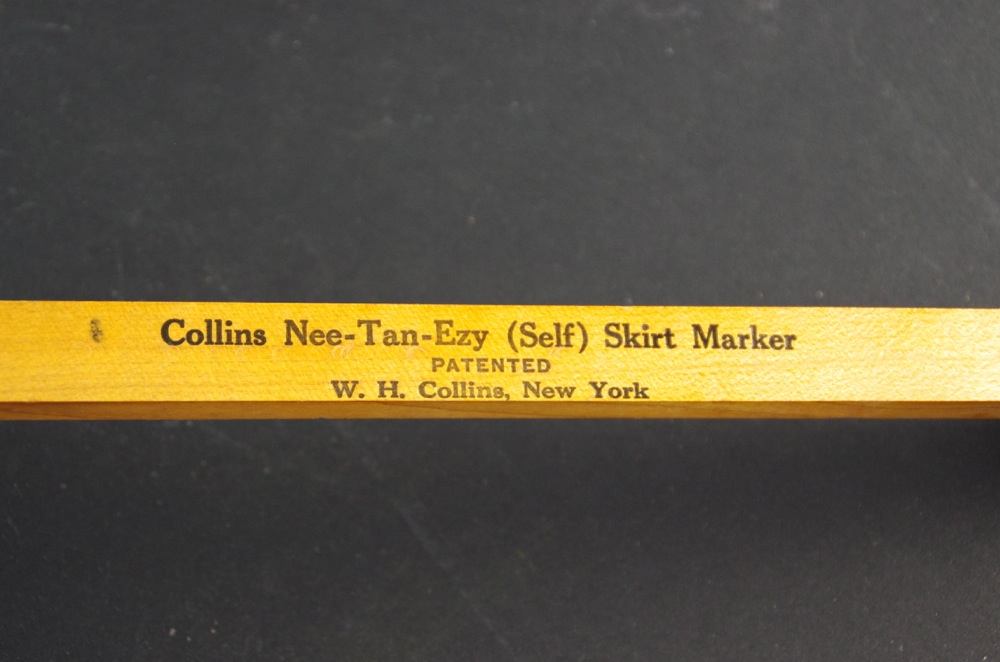 Collins Nee-Tan-Ezy (Self) Skirt Marker
PATENTED
W. H. Collins, New York